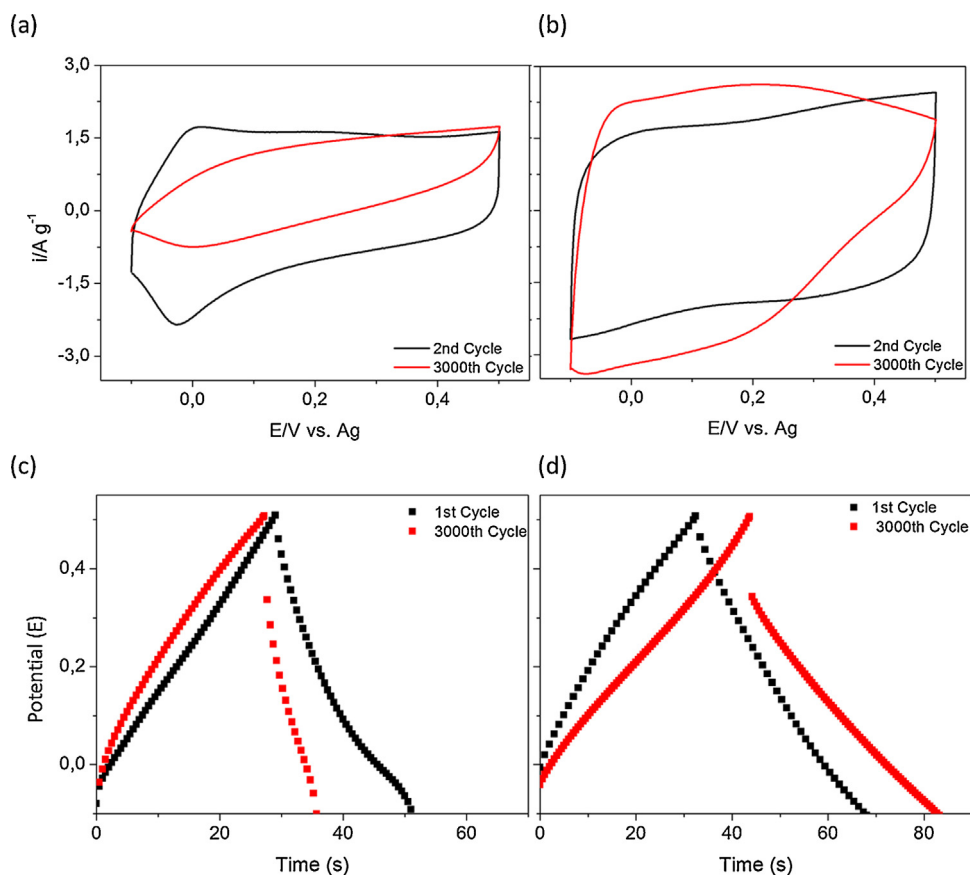 (a)
(b)
3,0
1,5
0,0
-1,5
-3,0
i/A g⁻¹
2nd Cycle
3000th Cycle
2nd Cycle
3000th Cycle
0,0 0,2 0,4
0,0 0,2 0,4
E/V vs. Ag
E/V vs. Ag
(c)
(d)
1st Cycle
3000th Cycle
1st Cycle
3000th Cycle
0,4
0,2
0,0
Potential (E)
0 20 40 60
0 20 40 60 80
Time (s)
Time (s)